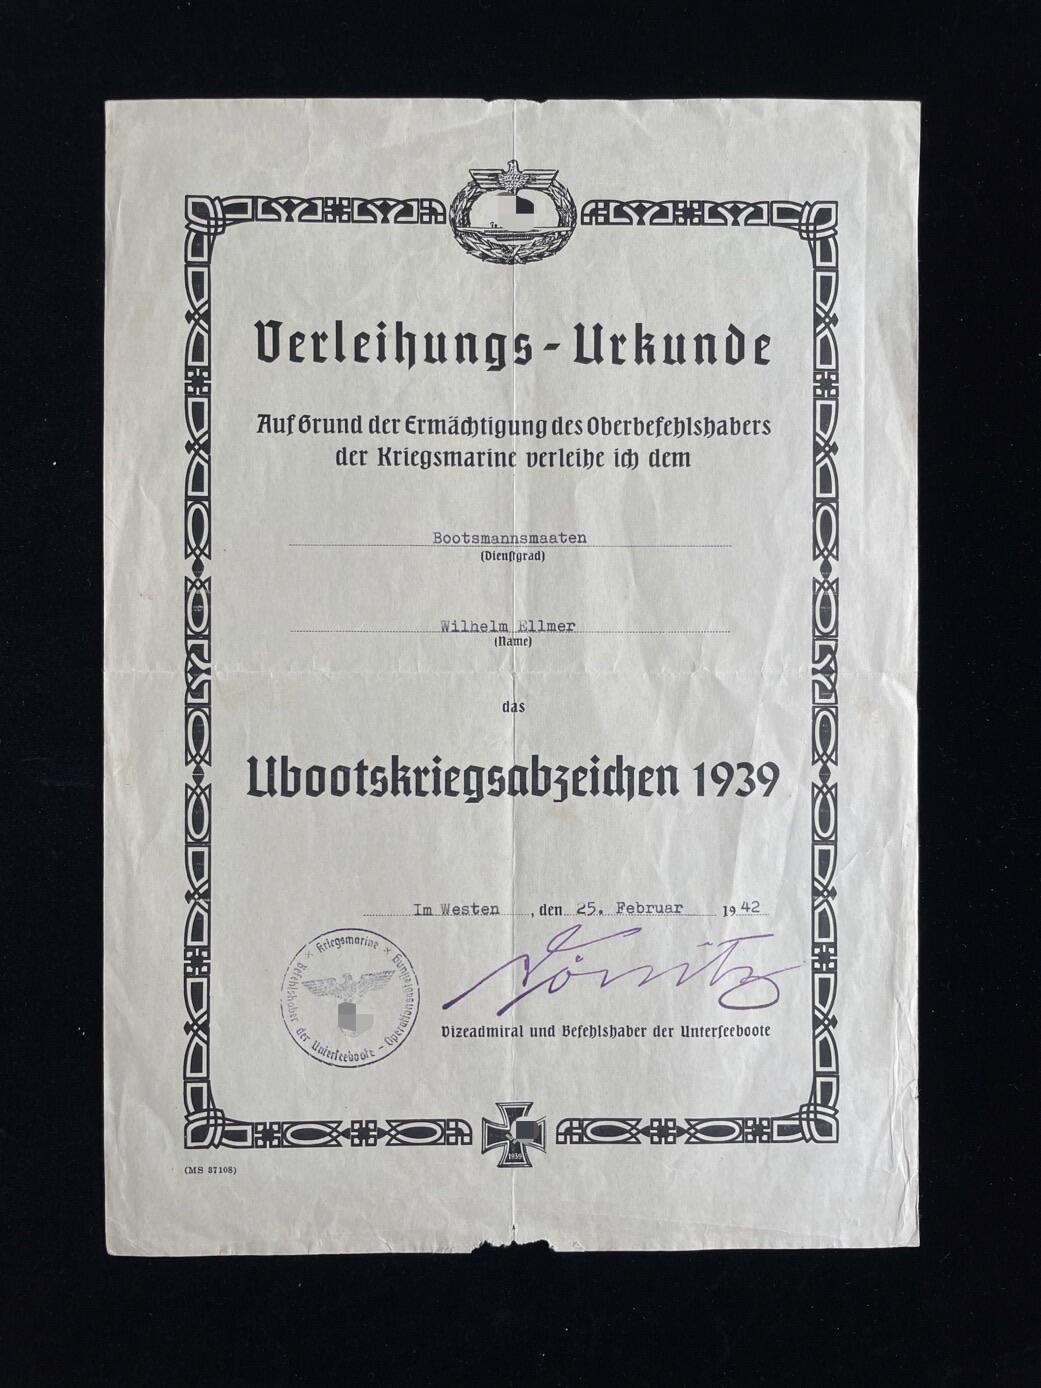 Verleihungs-Urkunde
Auf Grund der Ermächtigung des Oberbefehlshabers
der Kriegsmarine verleihe ich dem
Bootsmannsmaaten
(Dienstgrad)
Wilhelm Ellmer
(Name)
das
Ubootskriegsabzeichen 1939
Im Westen, den 25. Februar 1942
Dönitz
Kriegsmarine
Befehlshaber der Unterseeboote - Operationsabteilung
Vizeadmiral und Befehlshaber der Unterseeboote
1939
(MS 37108)